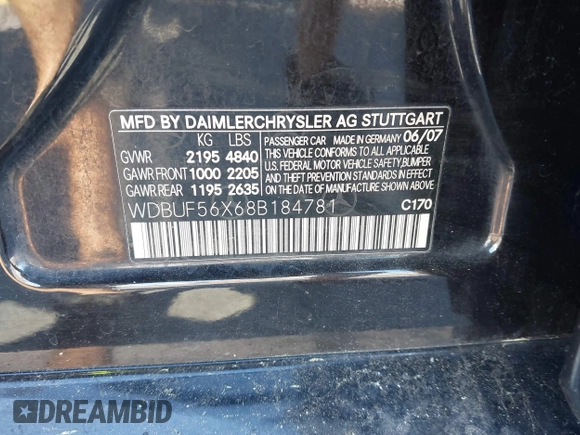 MFD BY DAIMLERCHRYSLER AG STUTTGART
KG LBS
GVWR 2195 4840
GAWR FRONT 1000 2205
GAWR REAR 1195 2635
PASSENGER CAR MADE IN GERMANY 06/07
THIS VEHICLE CONFORMS TO ALL APPLICABLE
U.S. FEDERAL MOTOR VEHICLE SAFETY, BUMPER
AND THEFT PREVENTION STANDARDS IN EFFECT
ON THE DATE OF MANUFACTURE SHOWN ABOVE.
WDBUF56X68B184781
C170
DREAMBID